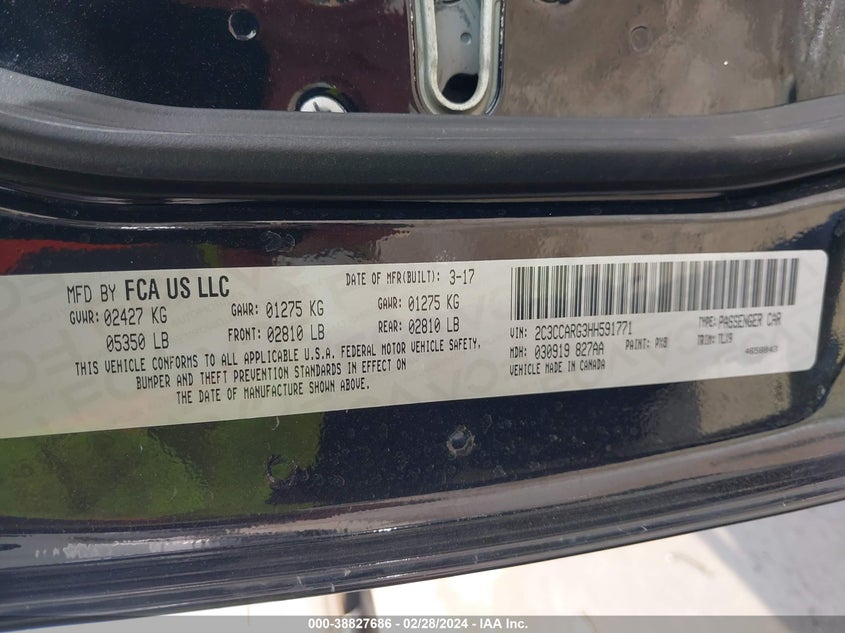 MFD BY FCA US LLC DATE OF MFR(BUILT): 3-17
GVWR: 02427 KG GAWR: 01275 KG GAWR: 01275 KG
05350 LB FRONT: 02810 LB REAR: 02810 LB
THIS VEHICLE CONFORMS TO ALL APPLICABLE U.S.A. FEDERAL MOTOR VEHICLE SAFETY,
BUMPER AND THEFT PREVENTION STANDARDS IN EFFECT ON
THE DATE OF MANUFACTURE SHOWN ABOVE.
VIN: 2C3CCARG3HH591771 TYPE: PASSENGER CAR
MDH: 030919 827AA PAINT: PX8 TRIM: TLJ9
VEHICLE MADE IN CANADA 4658043
000-38827686 - 02/28/2024 - IAA Inc.